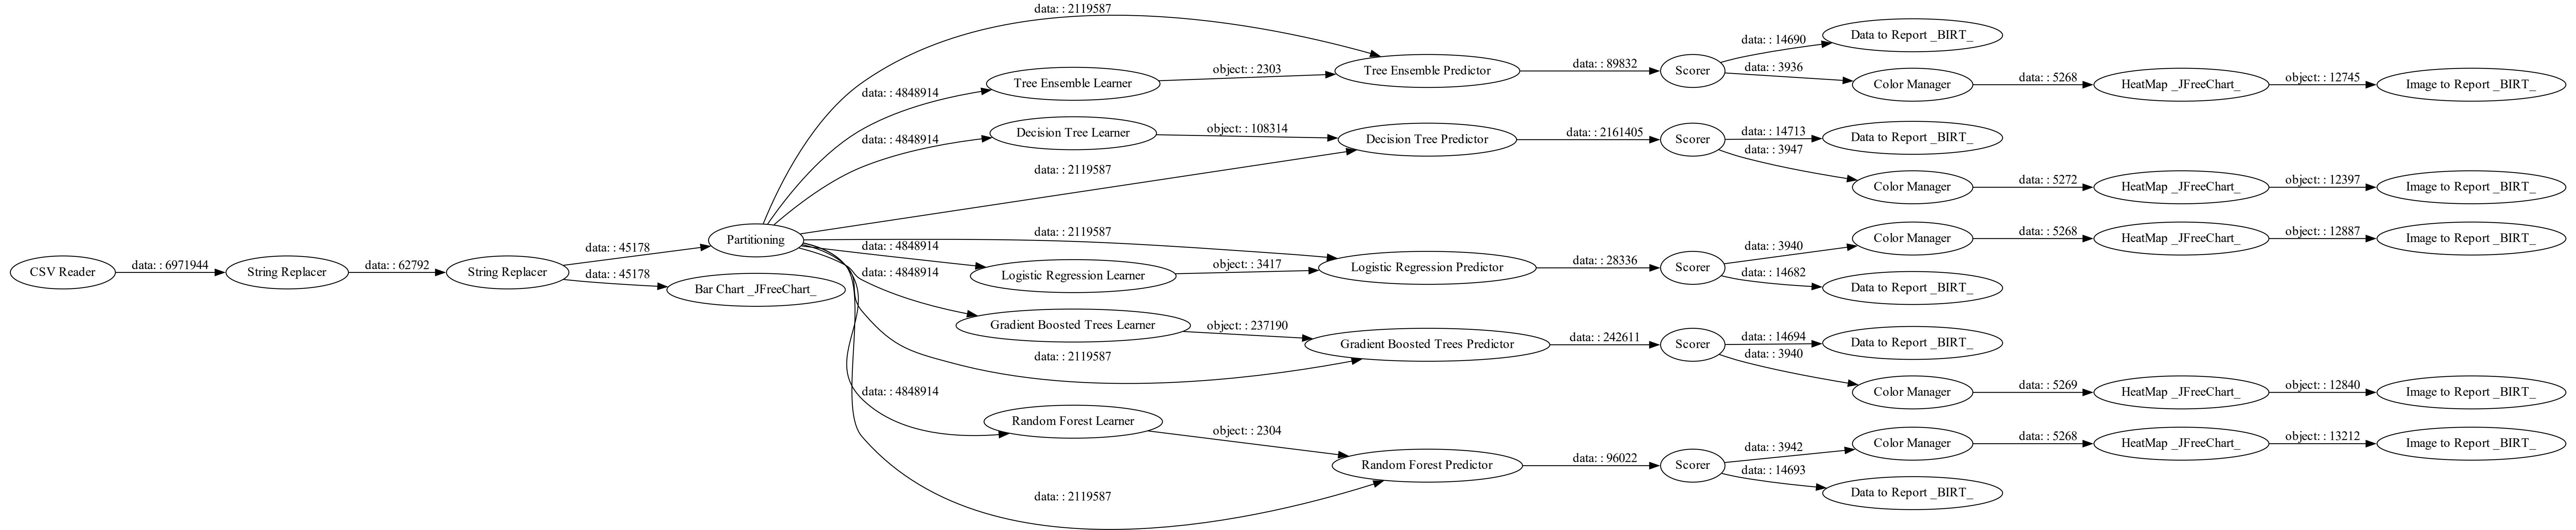 data: : 2119587
data: : 14690
Data to Report _BIRT_
Tree Ensemble Learner
object: : 2303
Tree Ensemble Predictor
data: : 89832
Scorer
data: : 3936
Color Manager
data: : 5268
HeatMap _JFreeChart_
object: : 12745
Image to Report _BIRT_
data: : 4848914
data: : 4848914
Decision Tree Learner
object: : 108314
Decision Tree Predictor
data: : 2161405
Scorer
data: : 14713
Data to Report _BIRT_
data: : 3947
Color Manager
data: : 5272
HeatMap _JFreeChart_
object: : 12397
Image to Report _BIRT_
data: : 2119587
CSV Reader
data: : 6971944
String Replacer
data: : 62792
String Replacer
data: : 45178
Partitioning
data: : 45178
Bar Chart _JFreeChart_
data: : 2119587
data: : 4848914
Logistic Regression Learner
object: : 3417
Logistic Regression Predictor
data: : 28336
Scorer
data: : 3940
Color Manager
data: : 5268
HeatMap _JFreeChart_
object: : 12887
Image to Report _BIRT_
data: : 14682
Data to Report _BIRT_
data: : 4848914
Gradient Boosted Trees Learner
object: : 237190
Gradient Boosted Trees Predictor
data: : 242611
Scorer
data: : 14694
Data to Report _BIRT_
data: : 3940
Color Manager
data: : 5269
HeatMap _JFreeChart_
object: : 12840
Image to Report _BIRT_
data: : 2119587
data: : 4848914
Random Forest Learner
object: : 2304
Random Forest Predictor
data: : 96022
Scorer
data: : 3942
Color Manager
data: : 5268
HeatMap _JFreeChart_
object: : 13212
Image to Report _BIRT_
data: : 14693
Data to Report _BIRT_
data: : 2119587